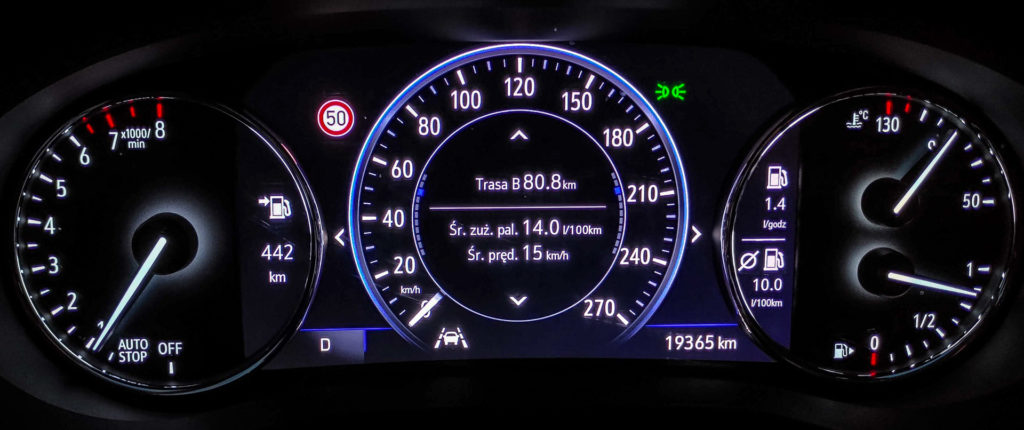 x1000/
min
1
2
3
4
5
6
7
8
AUTO
STOP
OFF
442
km
50
D
km/h
20
40
60
80
100
120
150
180
210
240
270
Trasa B 80.8 km
Śr. zuż. pal. 14.0 l/100km
Śr. pręd. 15 km/h
19365 km
1.4
l/godz
10.0
l/100km
°C
130
50
1
1/2
0